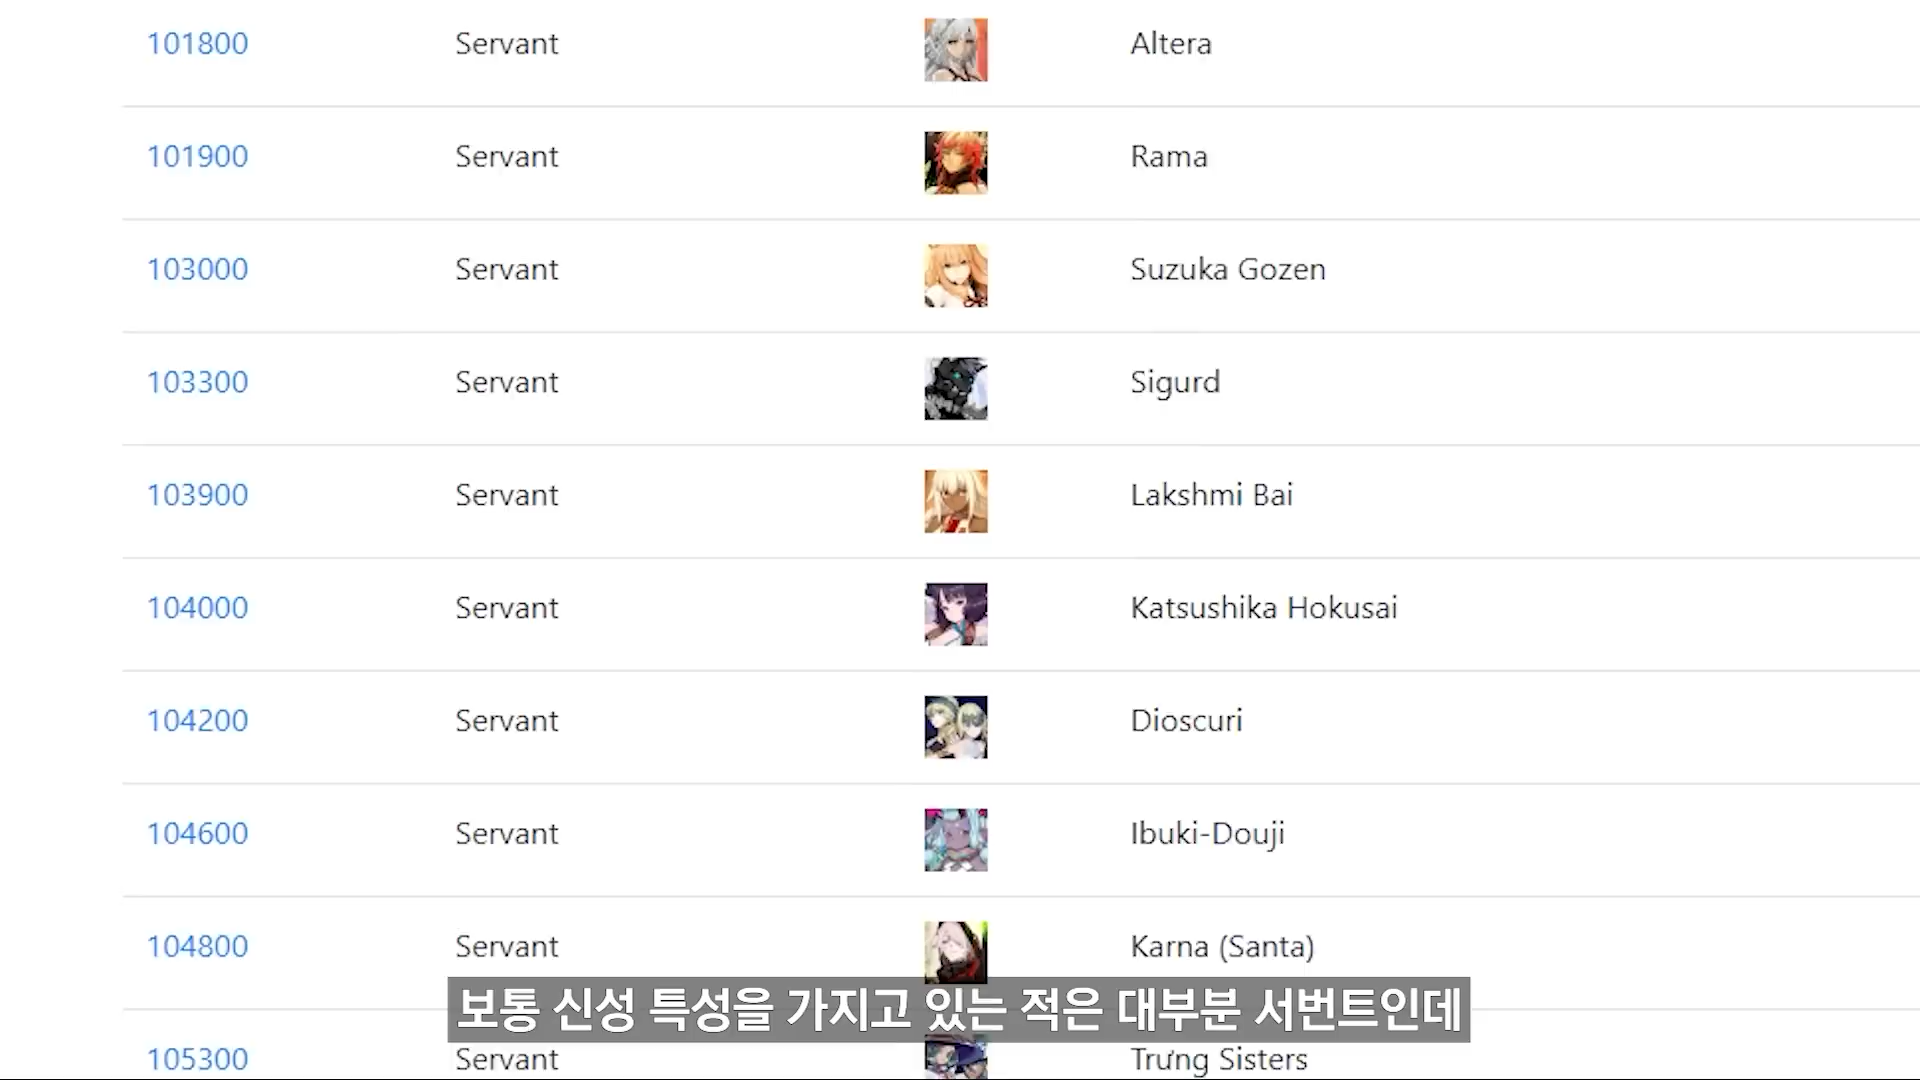 101800 Servant Altera
101900 Servant Rama
103000 Servant Suzuka Gozen
103300 Servant Sigurd
103900 Servant Lakshmi Bai
104000 Servant Katsushika Hokusai
104200 Servant Dioscuri
104600 Servant Ibuki-Douji
104800 Servant Karna (Santa)
보통 신성 특성을 가지고 있는 적은 대부분 서번트인데
105300 Servant Trưng Sisters